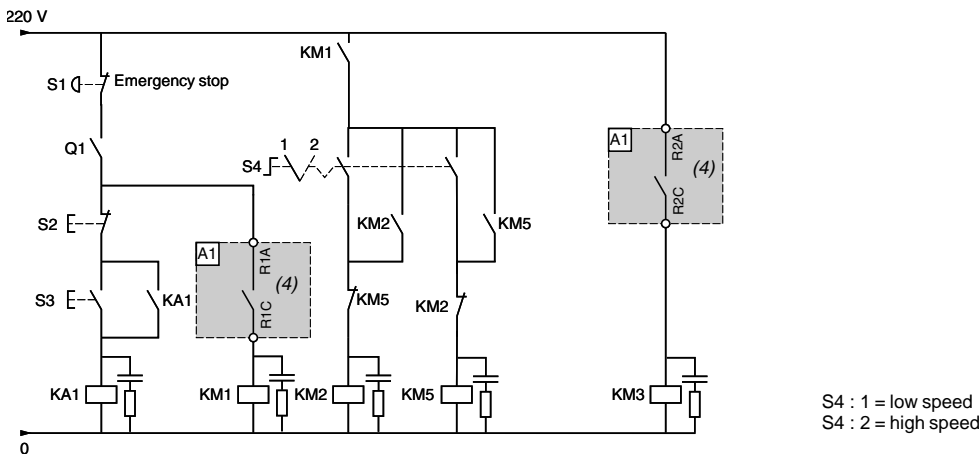 220 V
KM1
S1
Emergency stop
Q1
1 2
S4
A1
R2A
(4)
R2C
S2
KM2
KM5
A1
R1A
(4)
R1C
S3
KA1
KM5
KM2
KA1
KM1
KM2
KM5
KM3
S4 : 1 = low speed
S4 : 2 = high speed
0